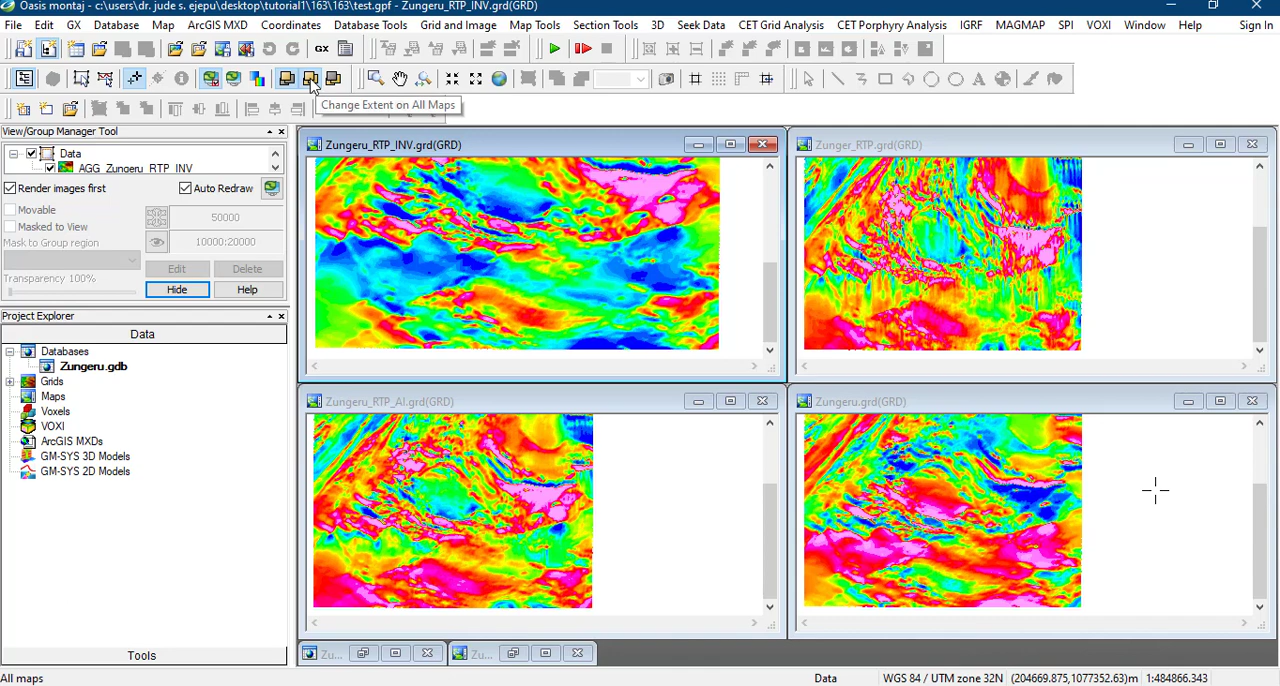 Oasis montaj - c:\users\dr. jude s. ejepu\desktop\tutorial1\163\163\test.gpf - Zungeru_RTP_INV.grd(GRD)
File Edit GX Database Map ArcGIS MXD Coordinates Database Tools Grid and Image Map Tools Section Tools 3D Seek Data CET Grid Analysis CET Porphyry Analysis IGRF MAGMAP SPI VOXI Window Help Sign In
GX
Change Extent on All Maps
View/Group Manager Tool
Data
AGG_Zungeru_RTP_INV
Render images first Auto Redraw
Movable
50000
Masked to View
Mask to Group region
10000:20000
Edit Delete
Transparency 100%
Hide Help
Project Explorer
Data
Databases
Zungeru.gdb
Grids
Maps
Voxels
VOXI
ArcGIS MXDs
GM-SYS 3D Models
GM-SYS 2D Models
Tools
Zungeru_RTP_INV.grd(GRD)
Zunger_RTP.grd(GRD)
Zungeru_RTP_AI.grd(GRD)
Zungeru.grd(GRD)
Zu... Zu...
All maps Data WGS 84 / UTM zone 32N (204669.875,1077352.63)m 1:484866.343